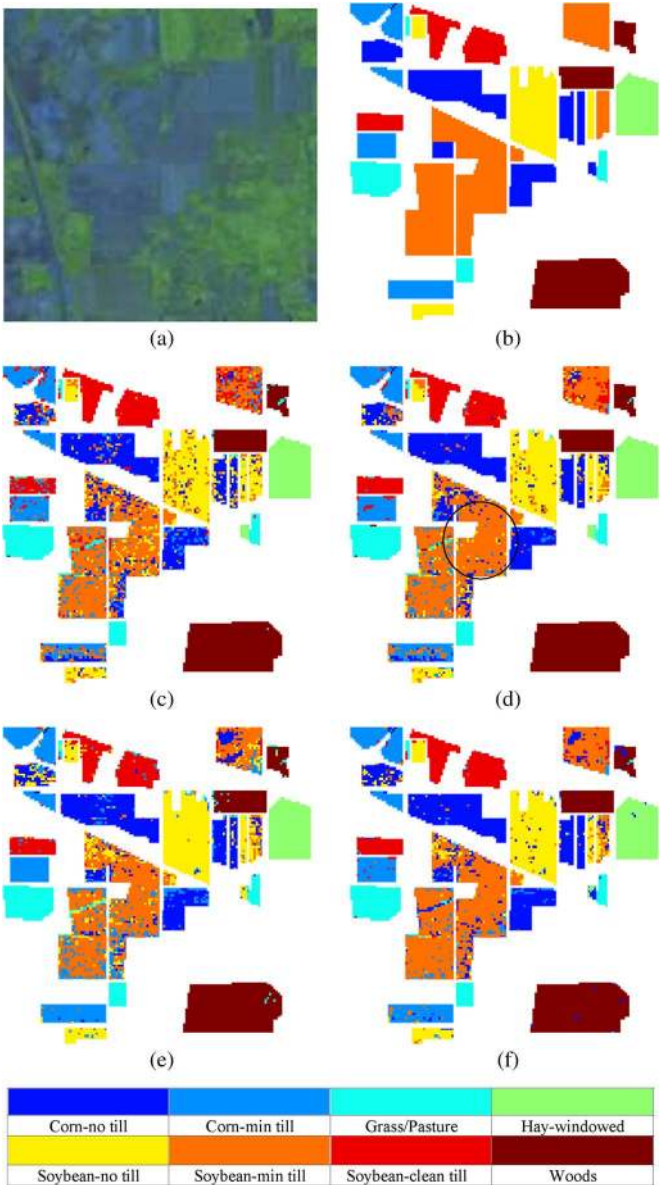 (a)
(b)
(c)
(d)
(e)
(f)
Corn-no till
Corn-min till
Grass/Pasture
Hay-windowed
Soybean-no till
Soybean-min till
Soybean-clean till
Woods